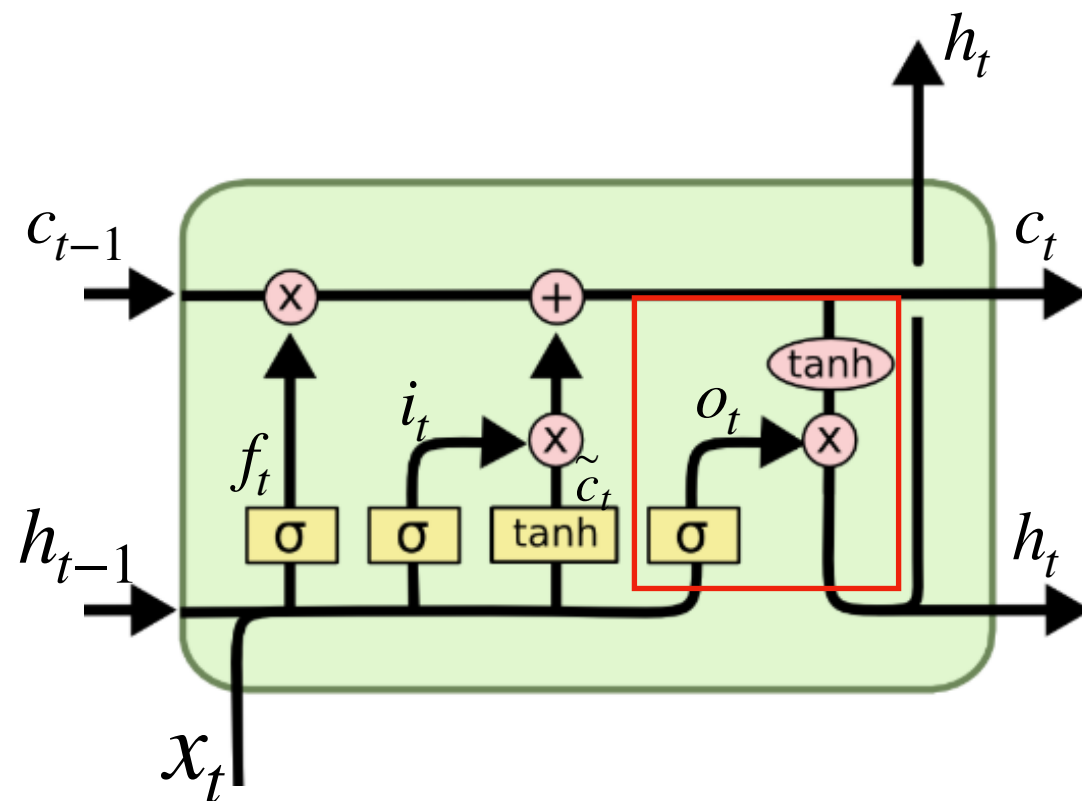 h_t
c_{t-1}
c_t
x
+
tanh
i_t
o_t
x
x
f_t
c̃_t
σ
σ
tanh
σ
h_{t-1}
h_t
x_t